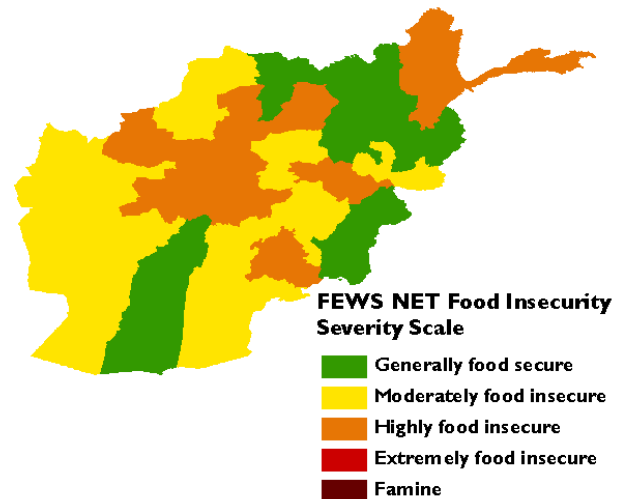 FEWS NET Food Insecurity
Severity Scale
Generally food secure
Moderately food insecure
Highly food insecure
Extremely food insecure
Famine